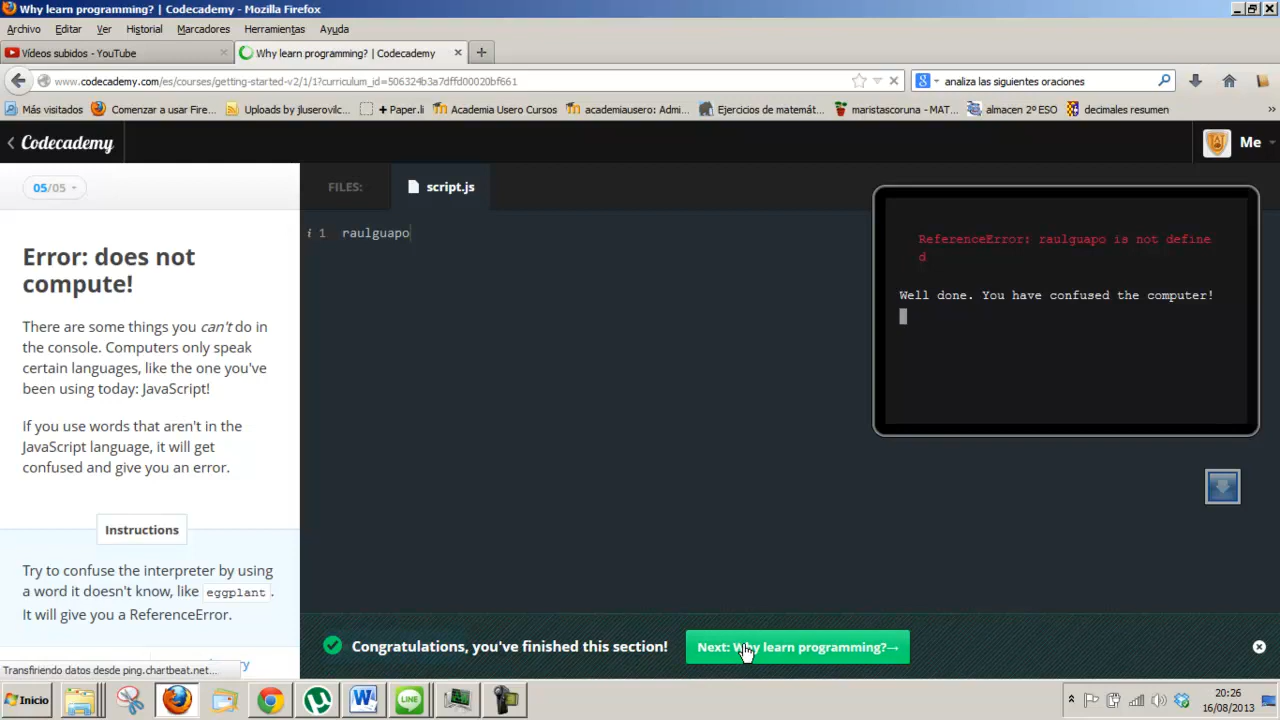 Why learn programming? | Codecademy - Mozilla Firefox
Archivo Editar Ver Historial Marcadores Herramientas Ayuda
Vídeos subidos - YouTube
Why learn programming? | Codecademy
www.codecademy.com/es/courses/getting-started-v2/1/1?curriculum_id=506324b3a7dffd00020bf661
analiza las siguientes oraciones
Más visitados Comenzar a usar Fire... Uploads by jluserovilc... + Paper.li Academia Usero Cursos academiausero: Admi... Ejercicios de matemát... maristascoruna - MAT... almacen 2º ESO decimales resumen
Codecademy
Me
05/05
FILES:
script.js
1 raulguapo
ReferenceError: raulguapo is not define
d
Well done. You have confused the computer!
Error: does not
compute!
There are some things you can't do in
the console. Computers only speak
certain languages, like the one you've
been using today: JavaScript!
If you use words that aren't in the
JavaScript language, it will get
confused and give you an error.
Instructions
Try to confuse the interpreter by using
a word it doesn't know, like eggplant.
It will give you a ReferenceError.
Congratulations, you've finished this section!
Next: Why learn programming?→
Transfiriendo datos desde ping.chartbeat.net...
Inicio
20:26
16/08/2013